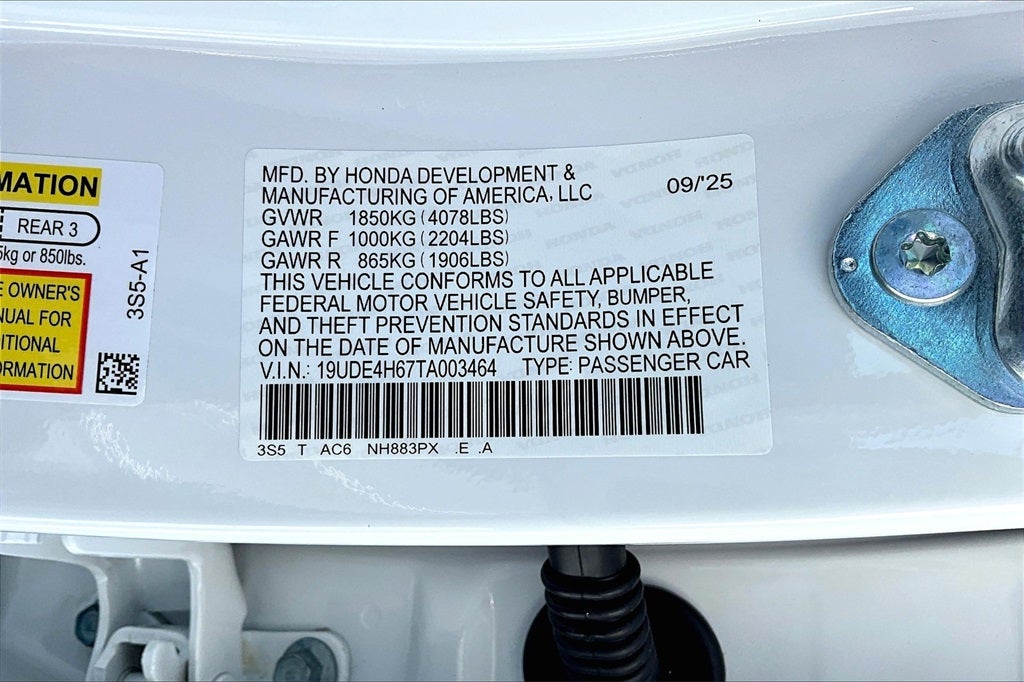 MATION
REAR 3
5kg or 850lbs.
E OWNER'S
NUAL FOR
DITIONAL
ORMATION
3S5-A1
MFD. BY HONDA DEVELOPMENT &
MANUFACTURING OF AMERICA, LLC
09/'25
GVWR 1850KG (4078LBS)
GAWR F 1000KG (2204LBS)
GAWR R 865KG (1906LBS)
THIS VEHICLE CONFORMS TO ALL APPLICABLE
FEDERAL MOTOR VEHICLE SAFETY, BUMPER,
AND THEFT PREVENTION STANDARDS IN EFFECT
ON THE DATE OF MANUFACTURE SHOWN ABOVE.
V.I.N.: 19UDE4H67TA003464 TYPE: PASSENGER CAR
3S5 T AC6 NH883PX .E .A